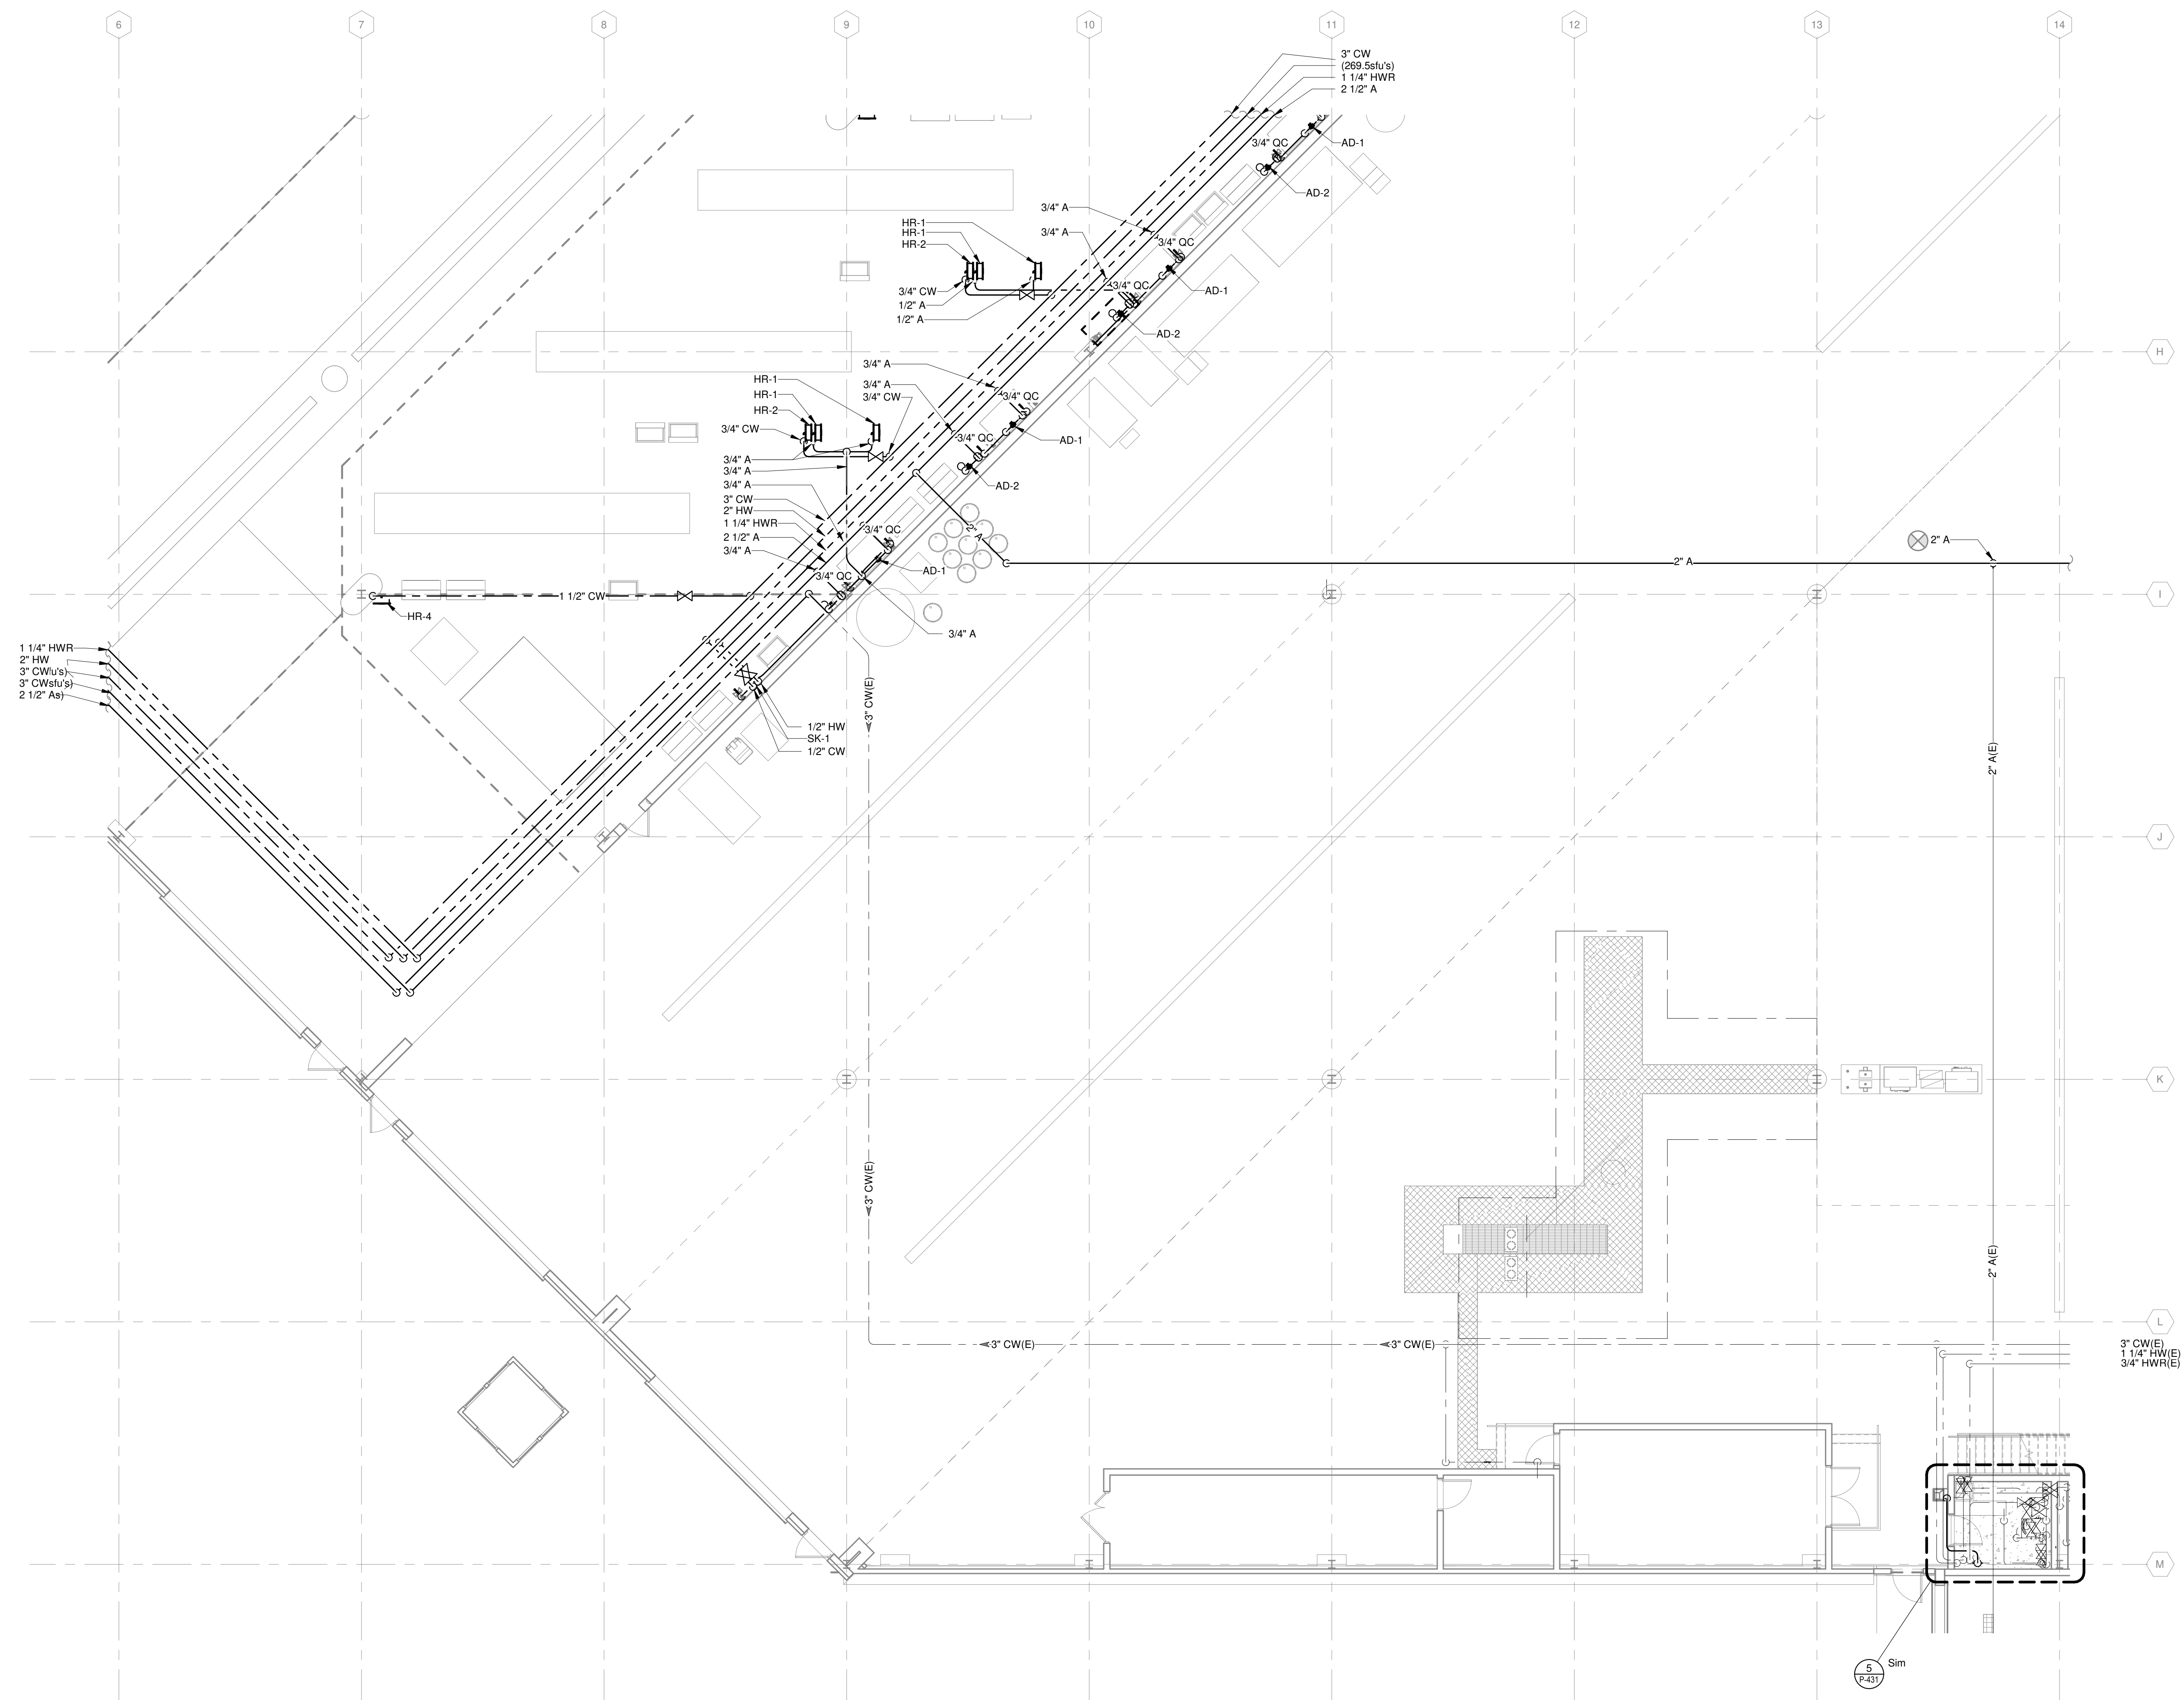 6 7 8 9 10 11 12 13 14
3" CW
(269.5sfu's)
1 1/4" HWR
2 1/2" A
3/4" QC
AD-1
AD-2
3/4" A
HR-1
HR-1
HR-2
3/4" A
3/4" QC
3/4" CW
1/2" A
1/2" A
3/4" QC
AD-1
AD-2
H
3/4" A
HR-1
3/4" A
HR-1
3/4" CW
HR-2
3/4" QC
3/4" CW
3/4" QC
AD-1
3/4" A
3/4" A
3/4" A
AD-2
3" CW
2" HW
1 1/4" HWR
2 1/2" A
3/4" A
3/4" QC
2" A
2" A
2" A
3/4" QC
AD-1
1 1/2" CW
I
HR-4
3/4" A
1 1/4" HWR
2" HW
3" CW
3" CWsfu's)
2 1/2" As)
3" CW(E)
1/2" HW
SK-1
1/2" CW
2" A(E)
J
K
3" CW(E)
2" A(E)
L
3" CW(E)
3" CW(E)
3" CW(E)
1 1/4" HW(E)
3/4" HWR(E)
M
5
P-431
Sim